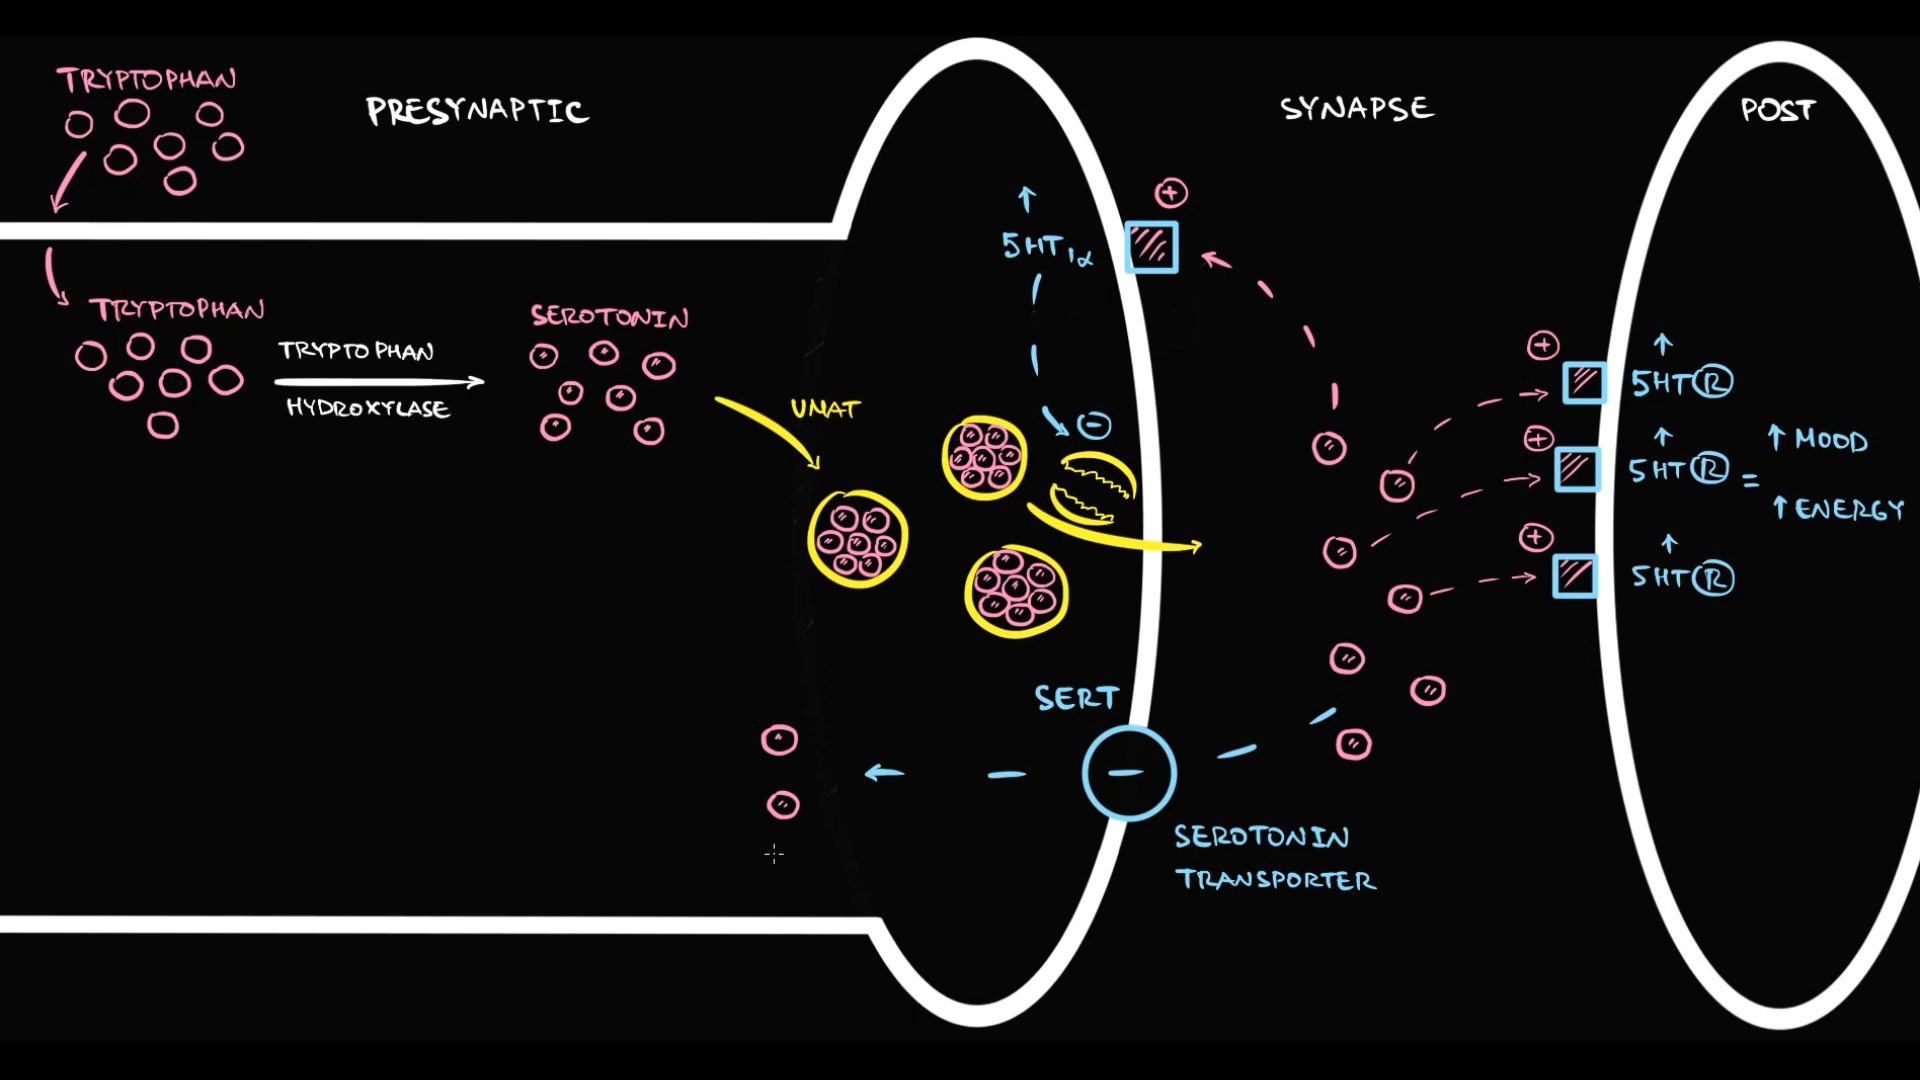 TRYPTOPHAN
PRESYNAPTIC
SYNAPSE
POST
+
↑
5HT1α
TRYPTOPHAN
TRYPTOPHAN
HYDROXYLASE
SEROTONIN
VMAT
−
+
↑
5HT R
+
↑
5HT R
=
↑ MOOD
↑ ENERGY
+
↑
5HT R
SERT
−
SEROTONIN
TRANSPORTER